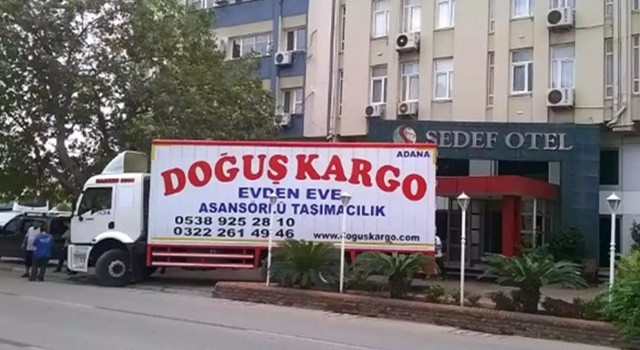 SEDEF OTEL
ADANA
DOĞUŞ KARGO
EVDEN EVE
ASANSÖRLÜ TAŞIMACILIK
0538 925 28 10
0322 261 49 46 www.doguskargo.com